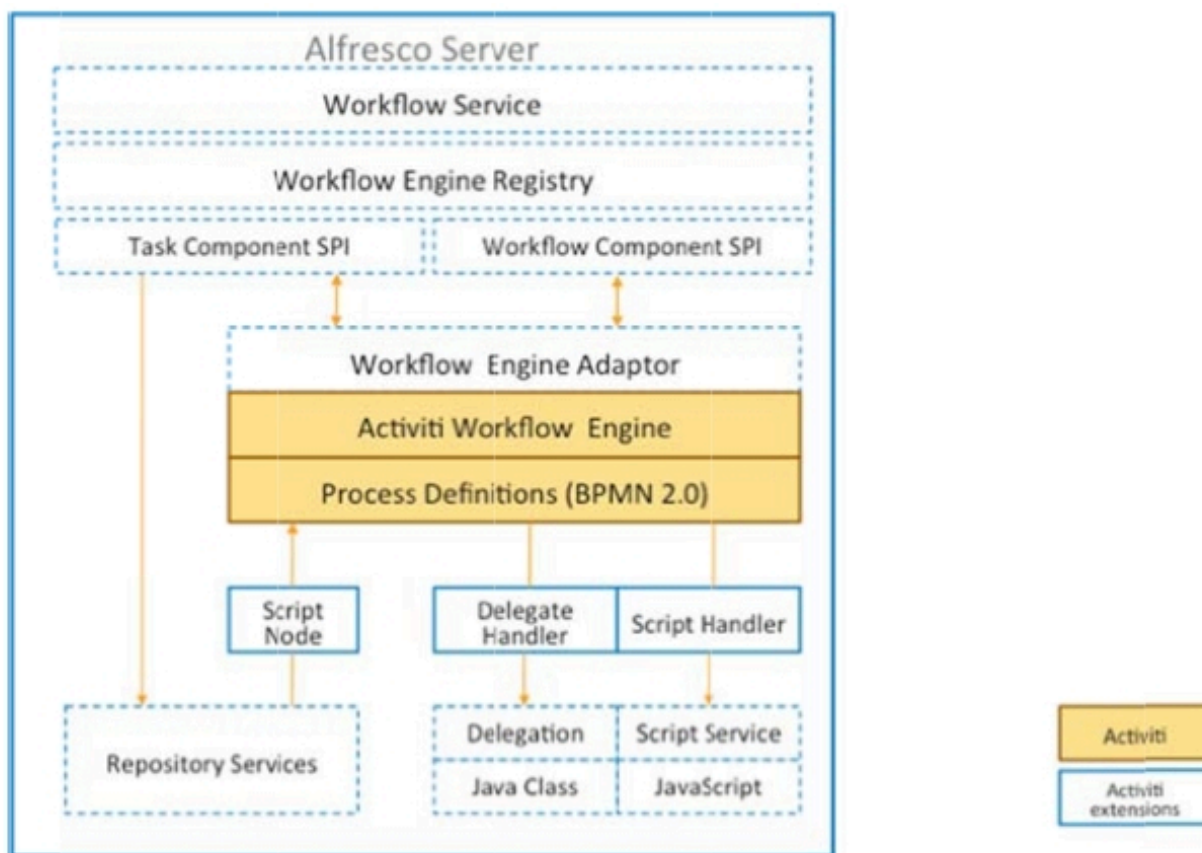 Alfresco Server
Workflow Service
Workflow Engine Registry
Task Component SPI
Workflow Component SPI
Workflow Engine Adaptor
Activiti Workflow Engine
Process Definitions (BPMN 2.0)
Script
Node
Delegate
Handler
Script Handler
Repository Services
Delegation
Script Service
Java Class
JavaScript
Activiti
Activiti
extensions